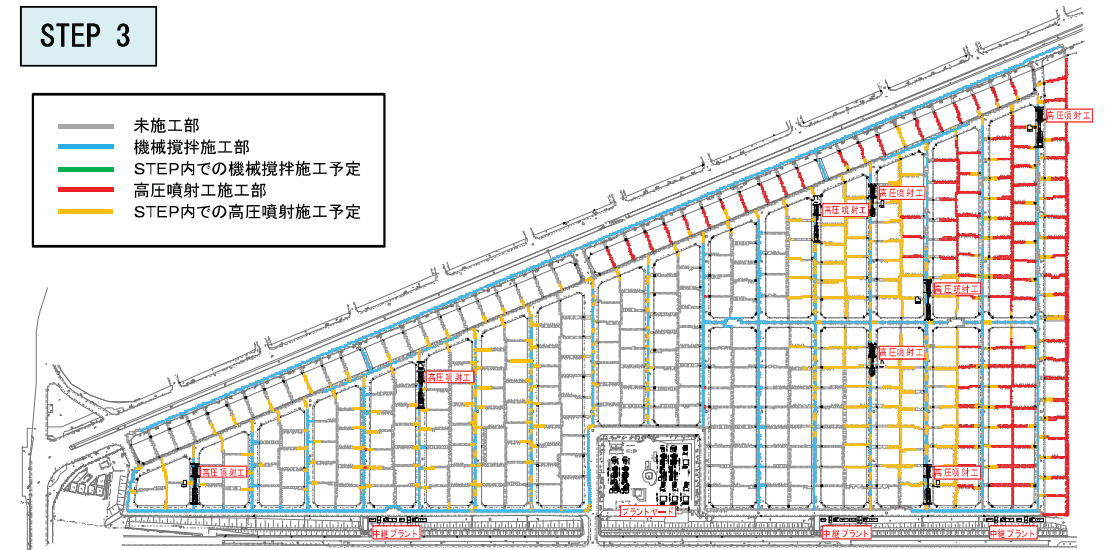 STEP 3
未施工部
機械撹拌施工部
STEP内での機械撹拌施工予定
高圧噴射工施工部
STEP内での高圧噴射施工予定
高圧噴射工
高圧噴射工
高圧噴射工
高圧噴射工
高圧噴射工
高圧噴射工
高圧噴射工
高圧噴射工
プラントヤード
中継プラント
中継プラント
中継プラント